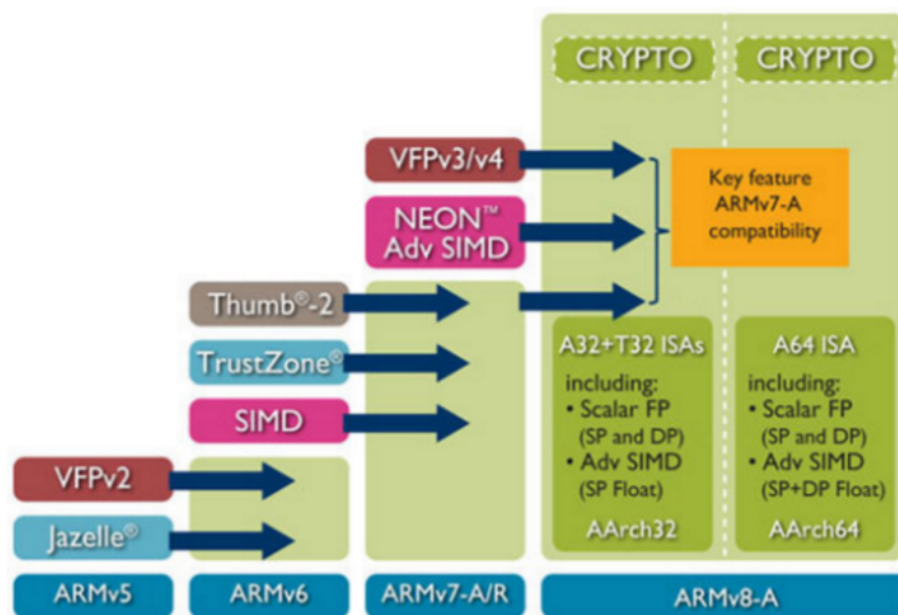 CRYPTO
CRYPTO
VFPv3/v4
Key feature
ARMv7-A
compatibility
NEON™
Adv SIMD
Thumb®-2
TrustZone®
SIMD
A32+T32 ISAs
including:
• Scalar FP
(SP and DP)
• Adv SIMD
(SP Float)
AArch32
A64 ISA
including:
• Scalar FP
(SP and DP)
• Adv SIMD
(SP+DP Float)
AArch64
VFPv2
Jazelle®
ARMv5
ARMv6
ARMv7-A/R
ARMv8-A